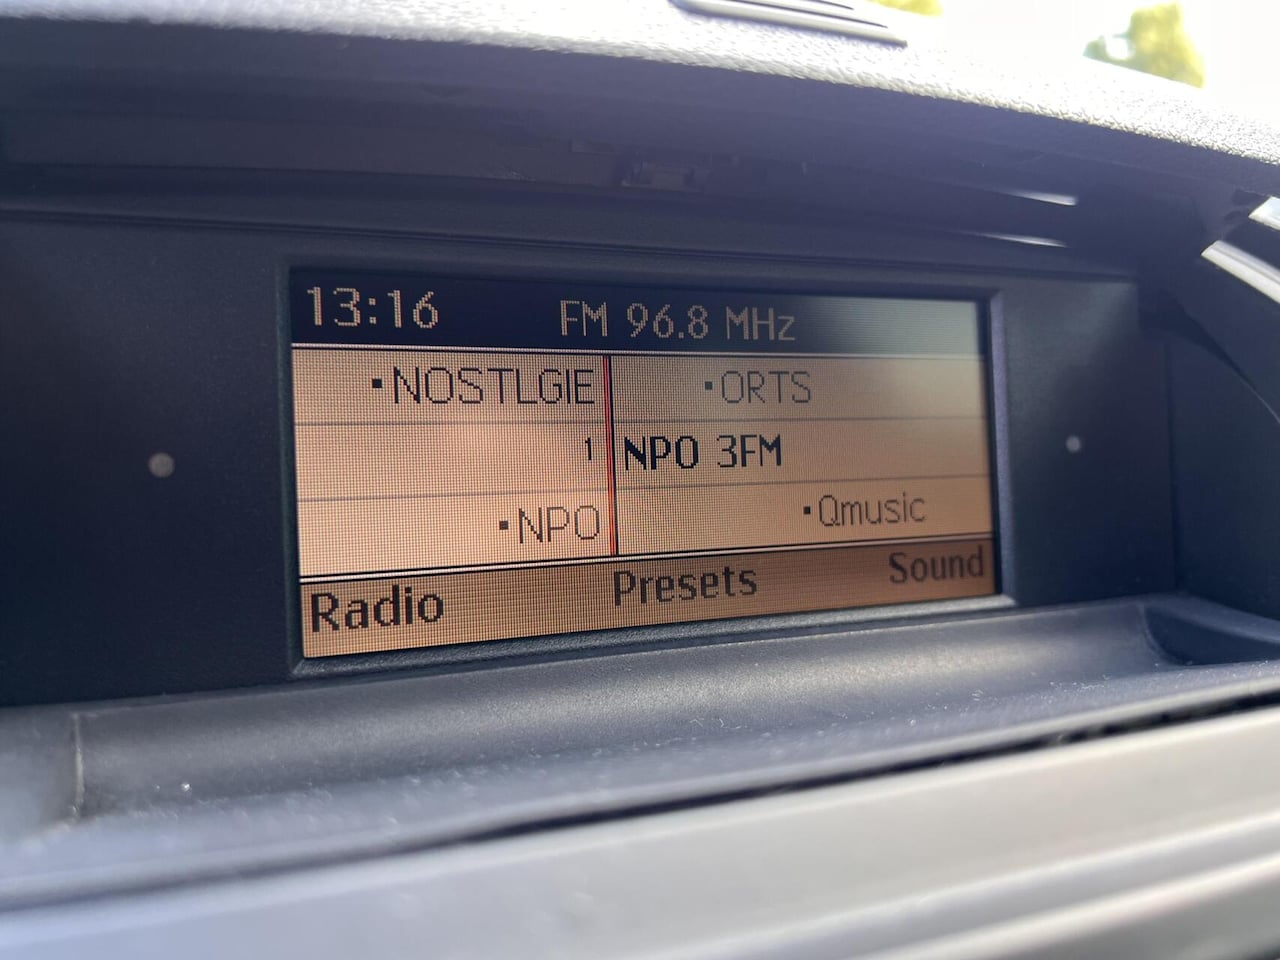 13:16 FM 96.8 MHz
▪NOSTLGIE ▪ORTS
1 NPO 3FM
▪NPO ▪Qmusic
Radio Presets Sound